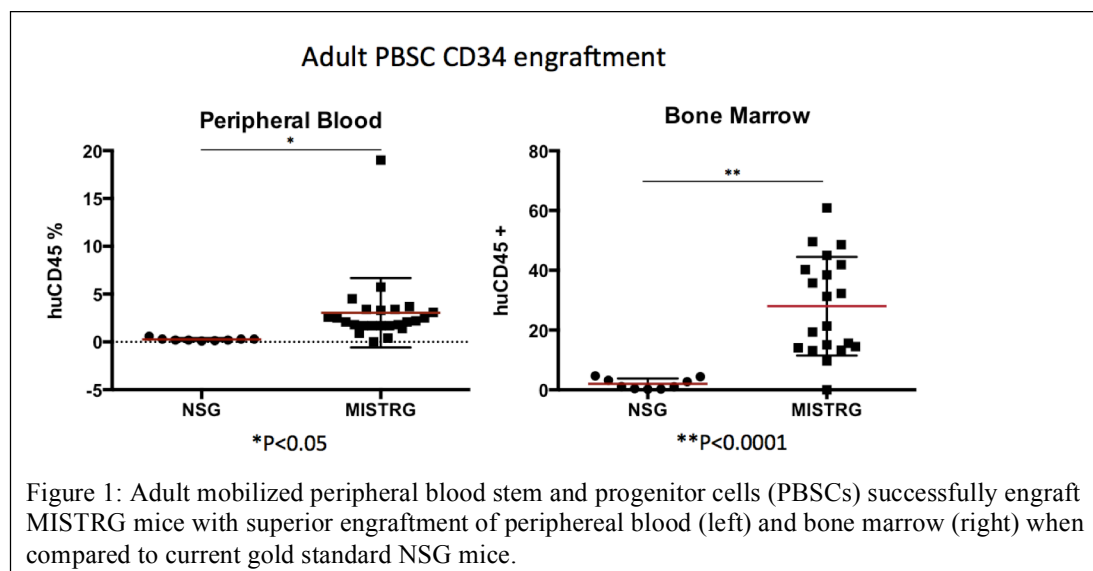 Adult PBSC CD34 engraftment
Peripheral Blood
*
20
15
10
5
0
-5
huCD45 %
NSG
MISTRG
*P<0.05
Bone Marrow
**
80
60
40
20
0
huCD45 +
NSG
MISTRG
**P<0.0001
Figure 1: Adult mobilized peripheral blood stem and progenitor cells (PBSCs) successfully engraft
MISTRG mice with superior engraftment of periphereal blood (left) and bone marrow (right) when
compared to current gold standard NSG mice.